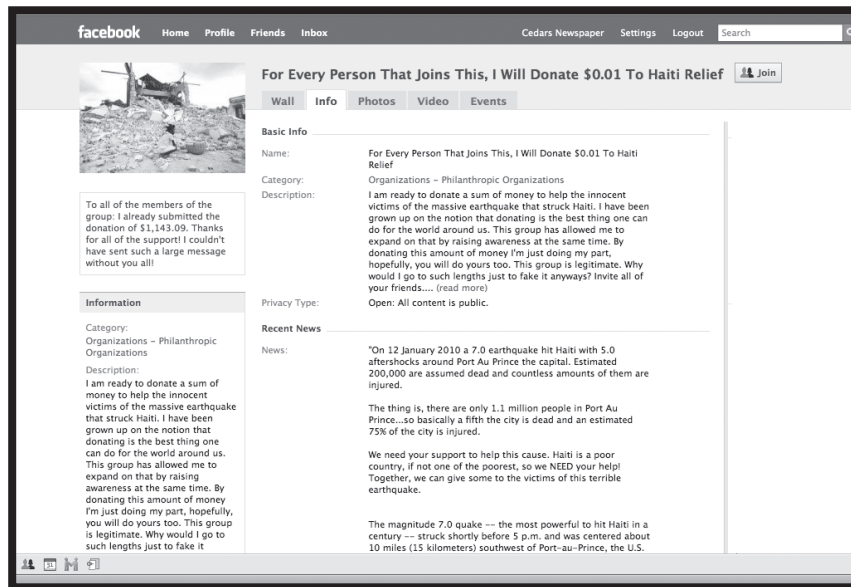 facebook Home Profile Friends Inbox Cedars Newspaper Settings Logout Search
For Every Person That Joins This, I Will Donate $0.01 To Haiti Relief Join
Wall Info Photos Video Events
To all of the members of the
group: I already submitted the
donation of $1,143.09. Thanks
for all of the support! I couldn't
have sent such a large message
without you all!
Information
Category:
Organizations – Philanthropic
Organizations
Description:
I am ready to donate a sum of
money to help the innocent
victims of the massive earthquake
that struck Haiti. I have been
grown up on the notion that
donating is the best thing one
can do for the world around us.
This group has allowed me to
expand on that by raising
awareness at the same time. By
donating this amount of money
I'm just doing my part, hopefully,
you will do yours too. This group
is legitimate. Why would I go to
such lengths just to fake it
Basic Info
Name: For Every Person That Joins This, I Will Donate $0.01 To Haiti
Relief
Category: Organizations – Philanthropic Organizations
Description: I am ready to donate a sum of money to help the innocent
victims of the massive earthquake that struck Haiti. I have been
grown up on the notion that donating is the best thing one can
do for the world around us. This group has allowed me to
expand on that by raising awareness at the same time. By
donating this amount of money I'm just doing my part,
hopefully, you will do yours too. This group is legitimate. Why
would I go to such lengths just to fake it anyways? Invite all of
your friends.... (read more)
Privacy Type: Open: All content is public.
Recent News
News: "On 12 January 2010 a 7.0 earthquake hit Haiti with 5.0
aftershocks around Port Au Prince the capital. Estimated
200,000 are assumed dead and countless amounts of them are
injured.
The thing is, there are only 1.1 million people in Port Au
Prince...so basically a fifth the city is dead and an estimated
75% of the city is injured.
We need your support to help this cause. Haiti is a poor
country, if not one of the poorest, so we NEED your help!
Together, we can give some to the victims of this terrible
earthquake.
The magnitude 7.0 quake -- the most powerful to hit Haiti in a
century -- struck shortly before 5 p.m. and was centered about
10 miles (15 kilometers) southwest of Port-au-Prince, the U.S.
31